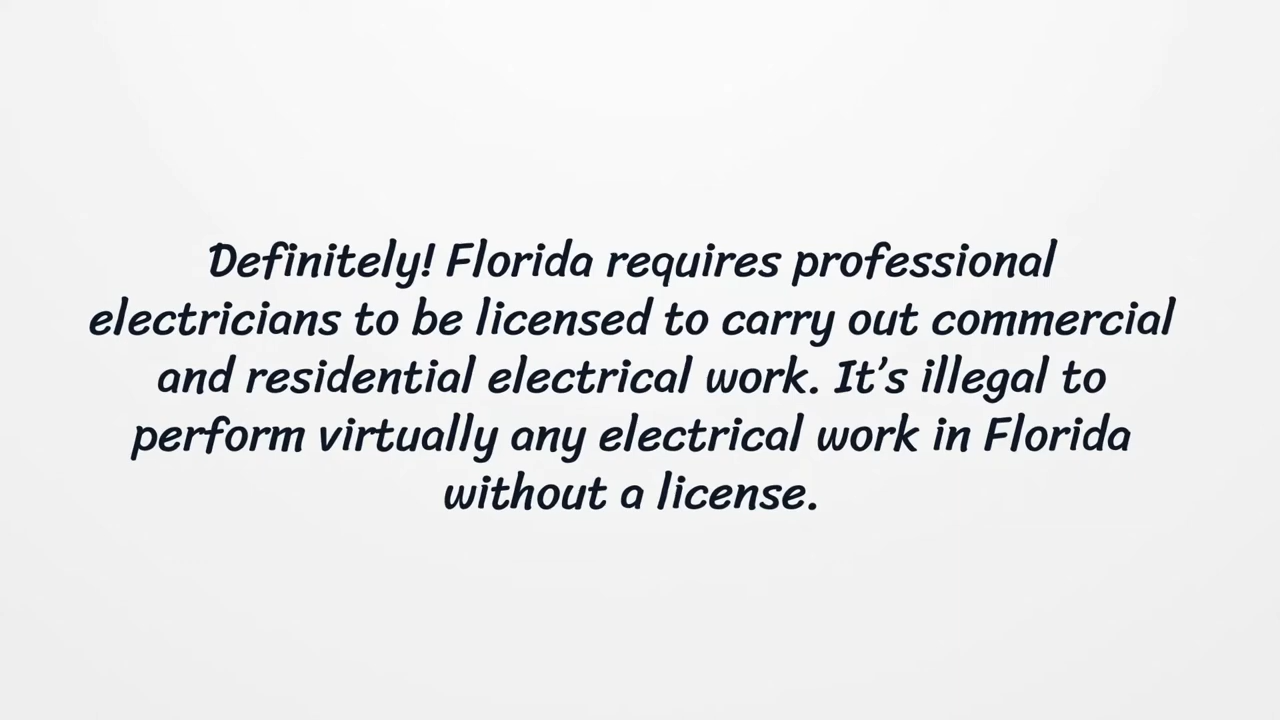 Definitely! Florida requires professional
electricians to be licensed to carry out commercial
and residential electrical work. It’s illegal to
perform virtually any electrical work in Florida
without a license.